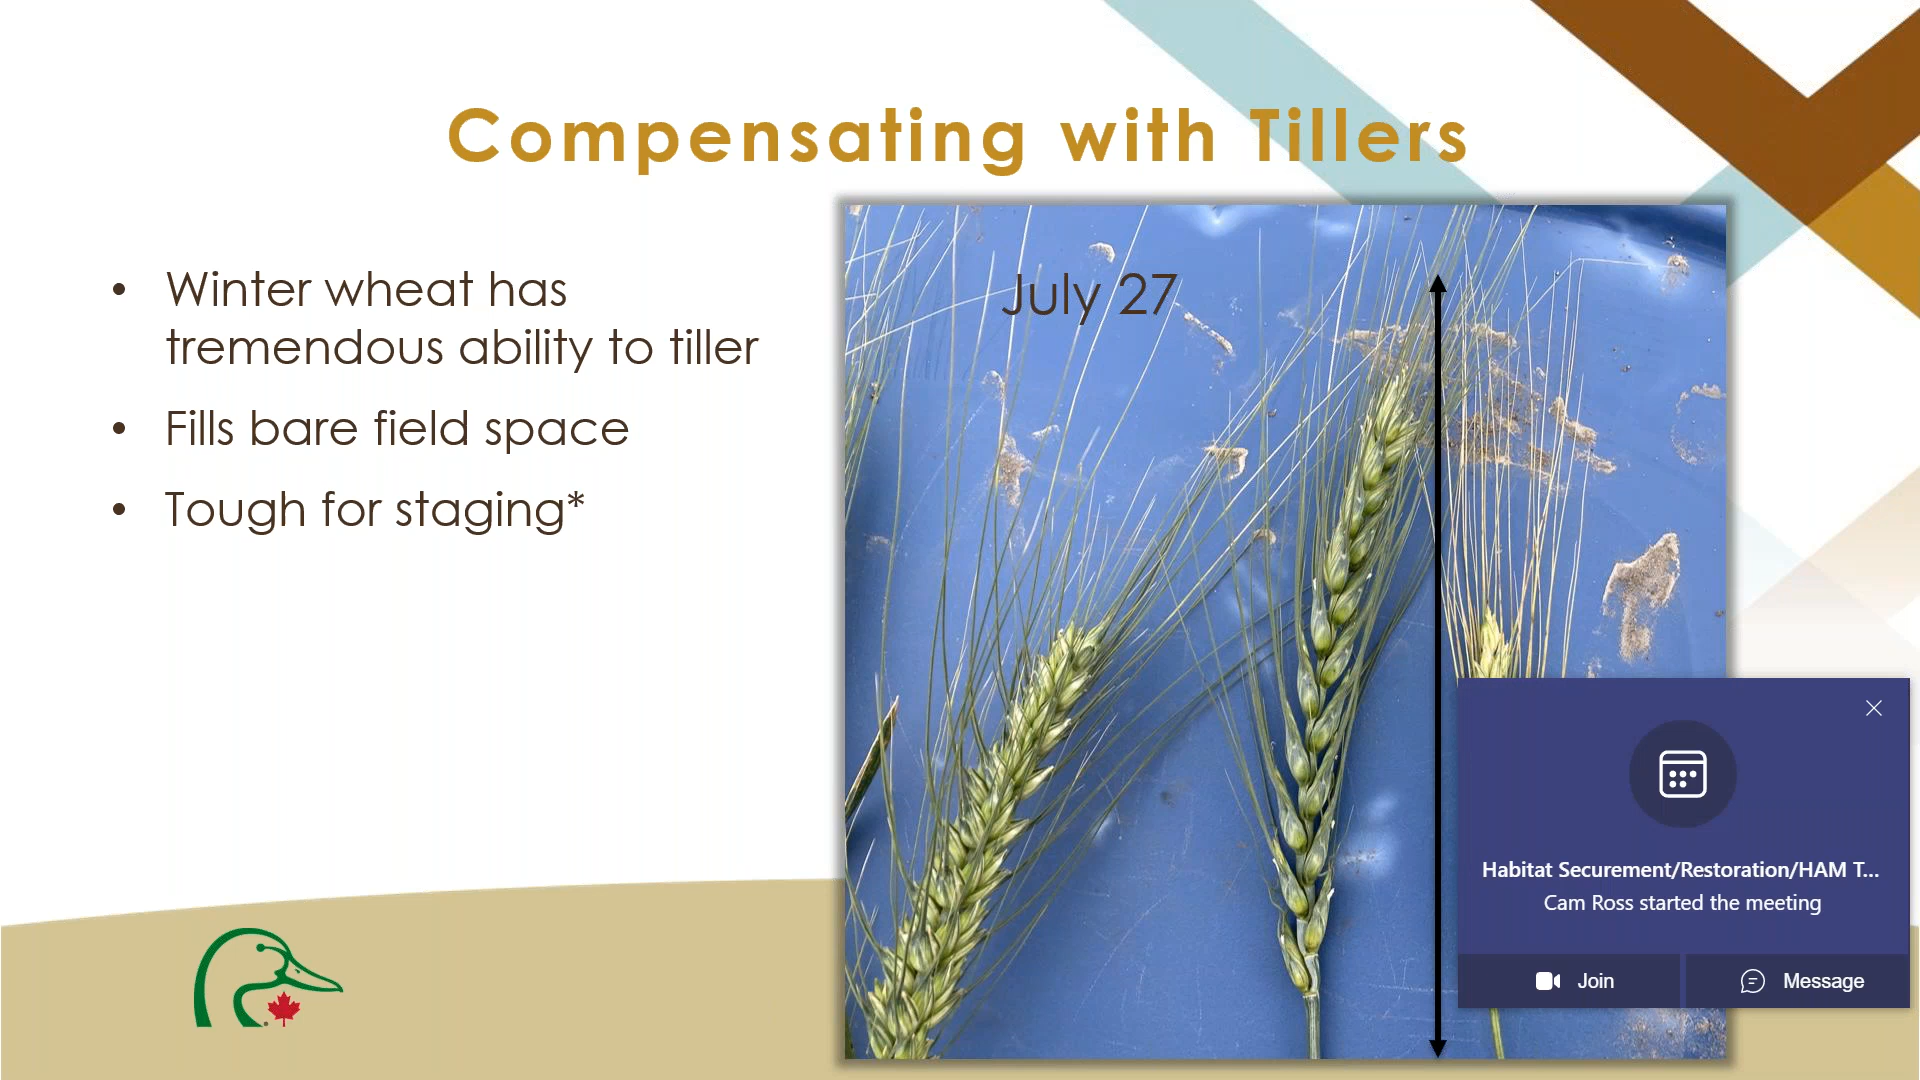 Compensating with Tillers
• Winter wheat has
tremendous ability to tiller
• Fills bare field space
• Tough for staging*
July 27
Habitat Securement/Restoration/HAM T...
Cam Ross started the meeting
Join
Message